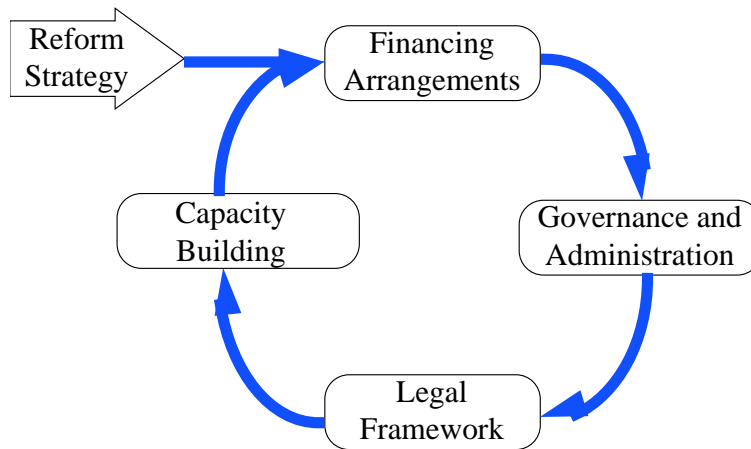 Reform
Strategy
Financing
Arrangements
Governance and
Administration
Legal
Framework
Capacity
Building